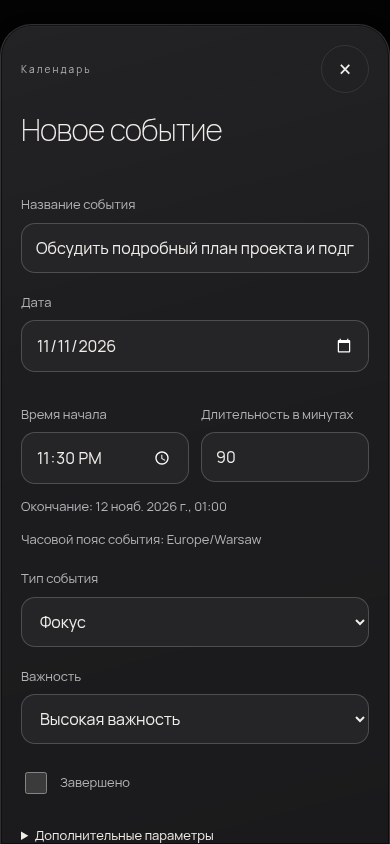 Календарь
Новое событие
Название события
Обсудить подробный план проекта и подг
Дата
11/11/2026
Время начала
Длительность в минутах
11:30 PM
90
Окончание: 12 нояб. 2026 г., 01:00
Часовой пояс события: Europe/Warsaw
Тип события
Фокус
Важность
Высокая важность
Завершено
Дополнительные параметры